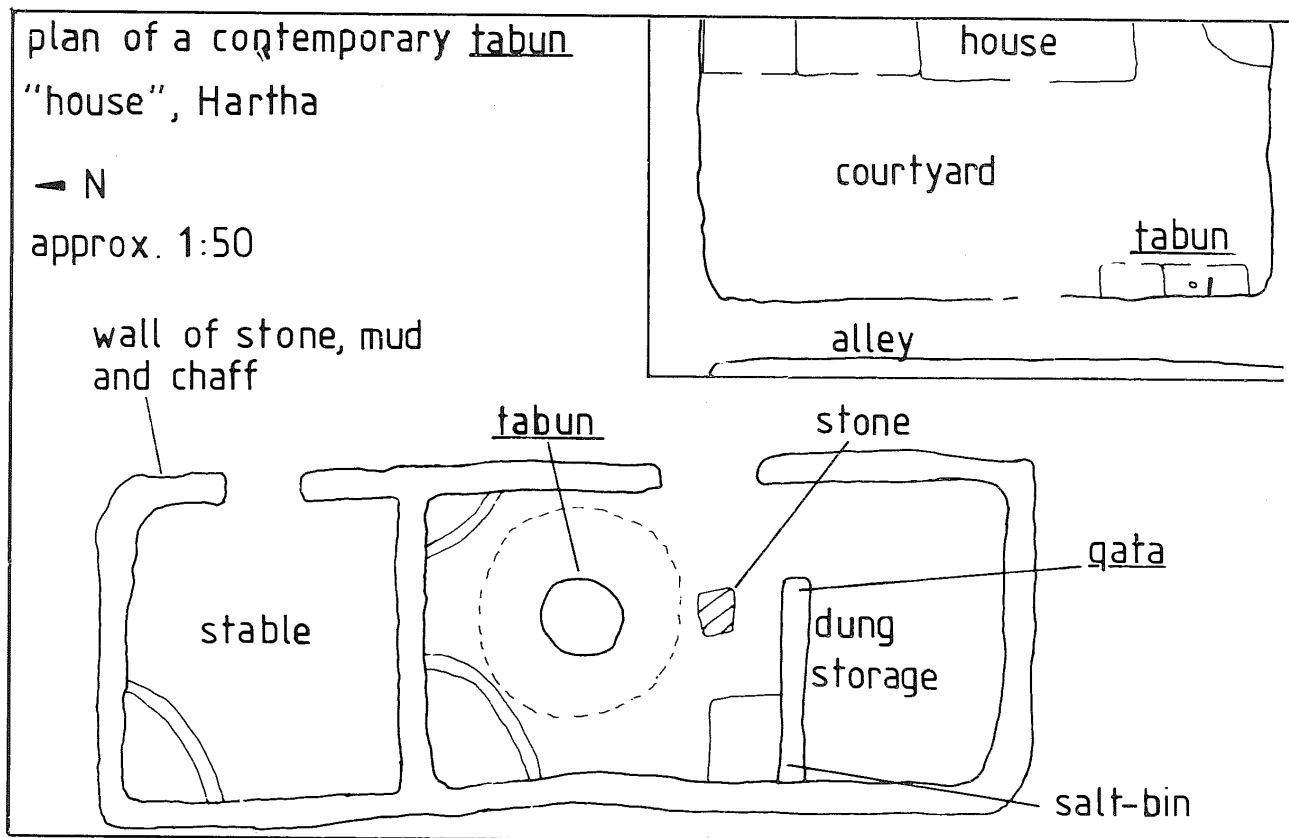 plan of a contemporary tabun
"house", Hartha
N
approx. 1:50
house
courtyard
tabun
alley
wall of stone, mud
and chaff
tabun
stone
qata
stable
dung
storage
salt-bin